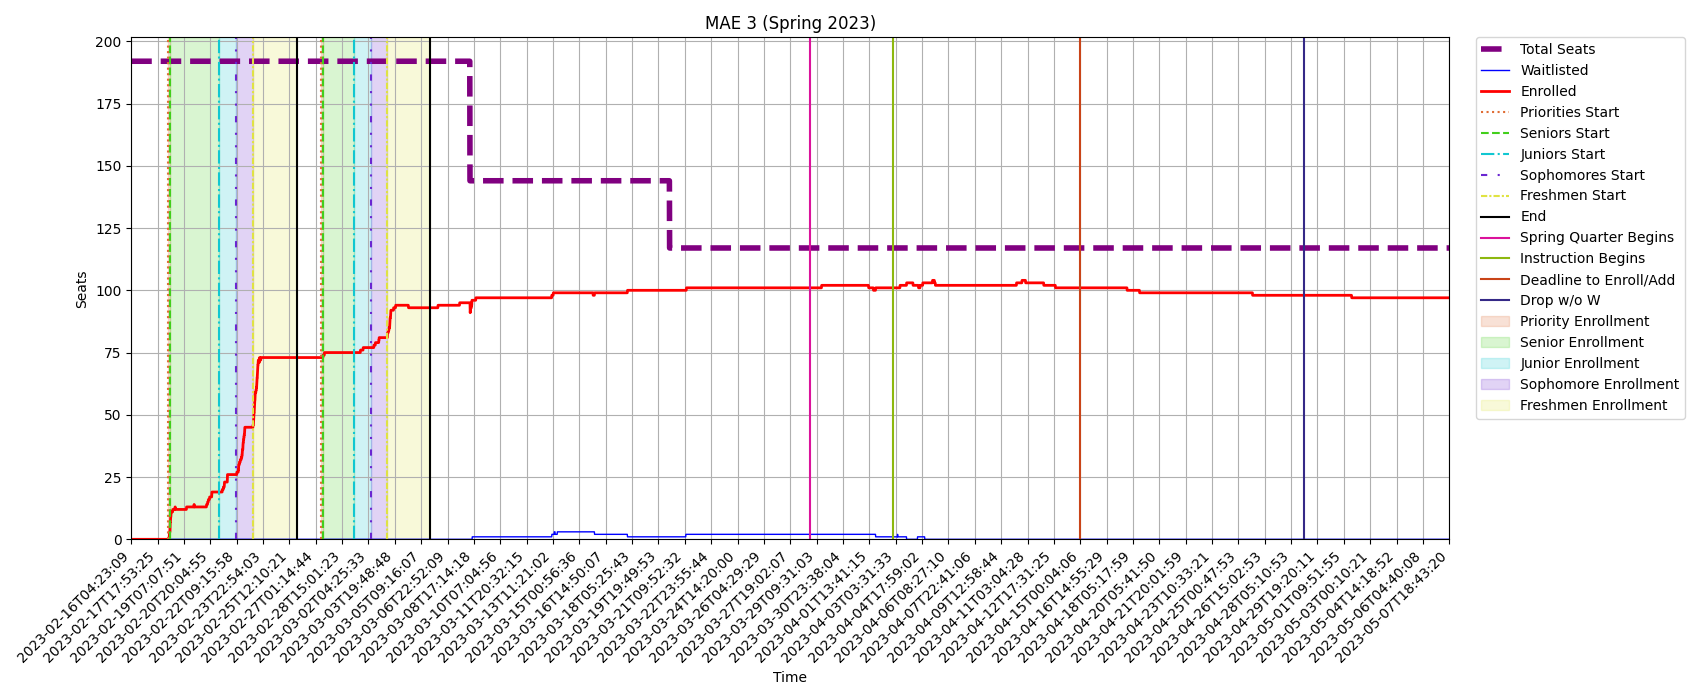 MAE 3 (Spring 2023)
200
175
150
125
100
75
50
25
0
Seats
2023-02-16T04:23:09
2023-02-17T17:53:25
2023-02-19T07:07:51
2023-02-20T20:04:55
2023-02-22T09:15:58
2023-02-23T22:54:03
2023-02-25T12:10:21
2023-02-27T01:14:44
2023-02-28T15:01:23
2023-03-02T04:25:33
2023-03-03T19:48:48
2023-03-05T09:16:07
2023-03-06T22:52:09
2023-03-08T17:14:18
2023-03-10T07:04:56
2023-03-11T20:32:15
2023-03-13T11:21:02
2023-03-15T00:56:36
2023-03-16T14:50:07
2023-03-18T05:25:43
2023-03-19T19:49:53
2023-03-21T09:52:32
2023-03-22T23:55:44
2023-03-24T14:20:00
2023-03-26T04:29:29
2023-03-27T19:02:07
2023-03-29T09:31:03
2023-03-30T23:38:04
2023-04-01T13:41:15
2023-04-03T03:31:33
2023-04-04T17:59:02
2023-04-06T08:27:10
2023-04-07T22:41:06
2023-04-09T12:58:44
2023-04-11T03:04:28
2023-04-12T17:31:25
2023-04-15T00:04:06
2023-04-16T14:55:29
2023-04-18T05:17:59
2023-04-20T05:41:50
2023-04-21T20:01:59
2023-04-23T10:33:21
2023-04-25T00:47:53
2023-04-26T15:02:53
2023-04-28T05:10:53
2023-04-29T19:20:11
2023-05-01T09:51:55
2023-05-03T00:10:21
2023-05-04T14:18:52
2023-05-06T04:40:08
2023-05-07T18:43:20
Time
Total Seats
Waitlisted
Enrolled
Priorities Start
Seniors Start
Juniors Start
Sophomores Start
Freshmen Start
End
Spring Quarter Begins
Instruction Begins
Deadline to Enroll/Add
Drop w/o W
Priority Enrollment
Senior Enrollment
Junior Enrollment
Sophomore Enrollment
Freshmen Enrollment